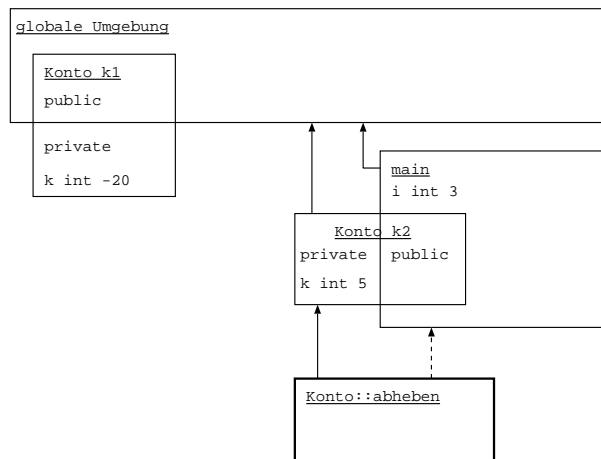 globale Umgebung
Konto k1
public
private
k int -20
main
i int 3
Konto k2
private public
k int 5
Konto::abheben